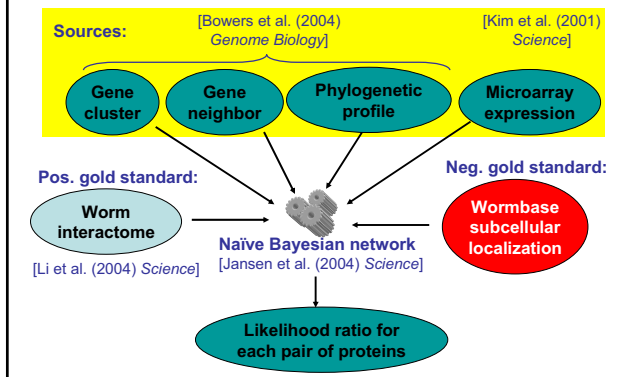 Sources:
[Bowers et al. (2004)
Genome Biology]
[Kim et al. (2001)
Science]
Gene
cluster
Gene
neighbor
Phylogenetic
profile
Microarray
expression
Pos. gold standard:
Neg. gold standard:
Worm
interactome
[Li et al. (2004) Science]
Naïve Bayesian network
[Jansen et al. (2004) Science]
Wormbase
subcellular
localization
Likelihood ratio for
each pair of proteins